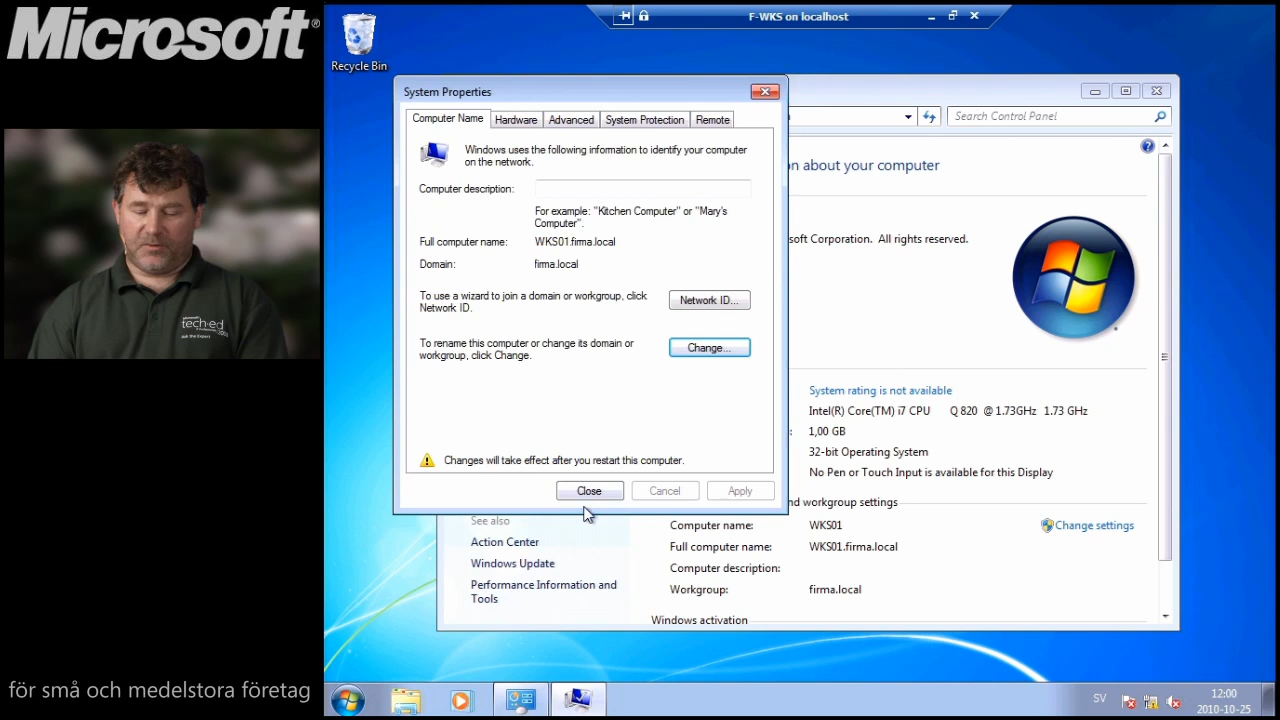 Microsoft®
för små och medelstora företag
Recycle Bin
F-WKS on localhost
System Properties
Computer Name
Hardware
Advanced
System Protection
Remote
Windows uses the following information to identify your computer
on the network.
Computer description:
For example: "Kitchen Computer" or "Mary's
Computer".
Full computer name: WKS01.firma.local
Domain: firma.local
To use a wizard to join a domain or workgroup, click
Network ID.
Network ID...
To rename this computer or change its domain or
workgroup, click Change.
Change...
Changes will take effect after you restart this computer.
Close
Cancel
Apply
Search Control Panel
n about your computer
soft Corporation. All rights reserved.
System rating is not available
Intel(R) Core(TM) i7 CPU Q 820 @ 1.73GHz 1.73 GHz
1,00 GB
32-bit Operating System
No Pen or Touch Input is available for this Display
nd workgroup settings
Computer name: WKS01
Change settings
Full computer name: WKS01.firma.local
Computer description:
Workgroup: firma.local
Windows activation
See also
Action Center
Windows Update
Performance Information and
Tools
SV
12:00
2010-10-25
tech·ed